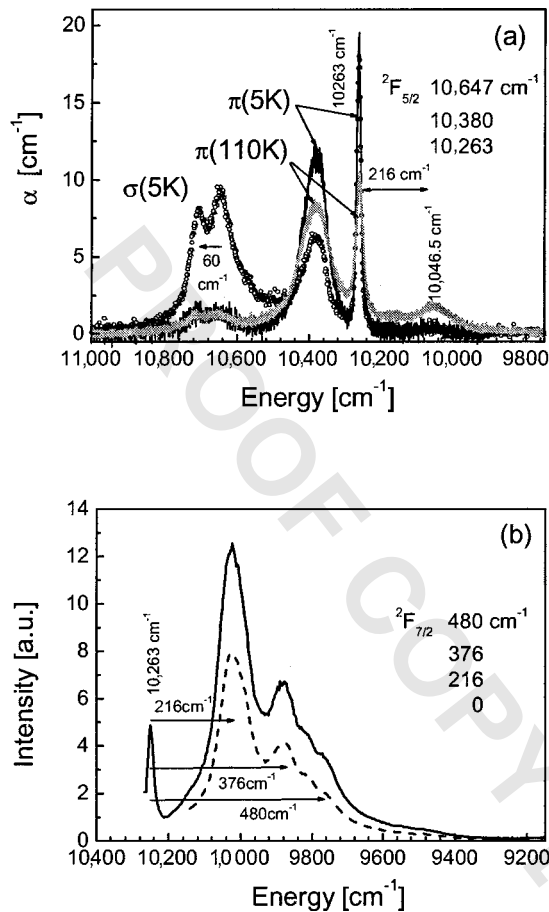 (a)
20
15
10
5
0
α [cm⁻¹]
10263 cm⁻¹
²F₅/₂ 10,647 cm⁻¹
10,380
10,263
π(5K)
π(110K)
σ(5K)
216 cm⁻¹
60
cm⁻¹
10,046.5 cm⁻¹
11,000 10,800 10,600 10,400 10,200 10,000 9800
Energy [cm⁻¹]
(b)
14
12
10
8
6
4
2
0
Intensity [a.u.]
10,263 cm⁻¹
²F₇/₂ 480 cm⁻¹
376
216
0
216cm⁻¹
376cm⁻¹
480cm⁻¹
10,400 10,200 1,0000 9800 9600 9400 9200
Energy [cm⁻¹]
PROOF COPY